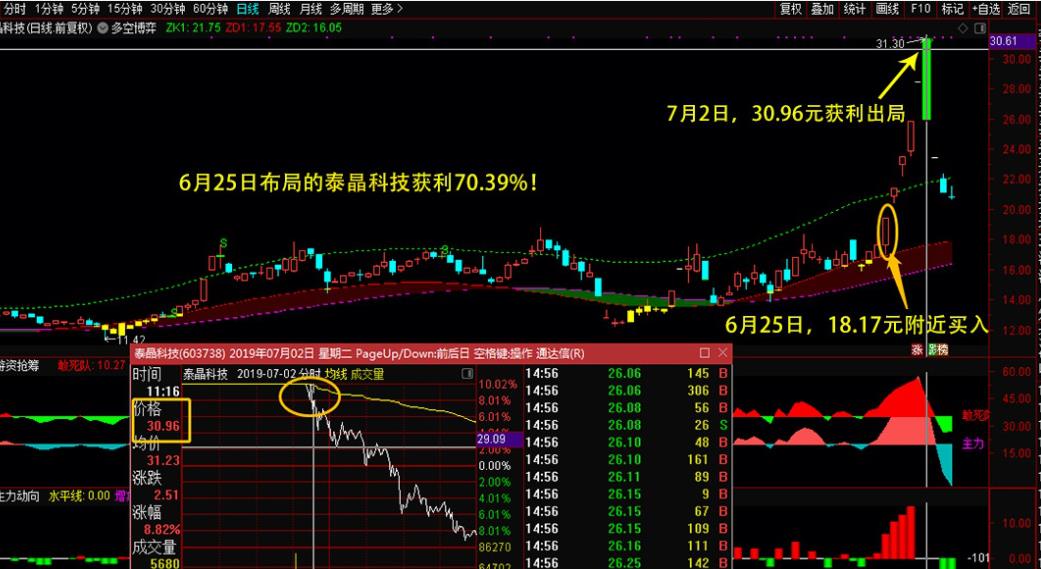 分时 1分钟 5分钟 15分钟 30分钟 60分钟 日线 周线 月线 多周期 更多> 复权 叠加 统计 画线 F10 标记 +自选 返回
科技(日线.前复权) 多空博弈 ZK1: 21.75 ZD1: 17.55 ZD2: 16.05
31.30
30.61
30.00
28.00
7月2日，30.96元获利出局
26.00
24.00
6月25日布局的泰晶科技获利70.39%！
22.00
20.00
S
S
18.00
16.00
S
14.00
6月25日，18.17元附近买入
12.00
11.42
涨
榜
泰晶科技(603738) 2019年07月02日 星期二 PageUp/Down:前后日 空格键:操作 通达信(R)
游资抢筹 敢死队: 10.27
时间
11:16
价格
30.96
均价
31.23
涨跌
2.51
涨幅
8.82%
成交量
5680
泰晶科技 2019-07-02 分时 均线 成交量
10.02%
8.01%
6.01%
29.09
2.00%
0.00%
2.00%
4.01%
6.01%
8.01%
86270
64702
14:56 26.06 145 B
14:56 26.06 306 B
14:56 26.08 56 B
14:56 26.08 26 S
14:56 26.10 48 B
14:56 26.10 161 B
14:56 26.11 89 B
14:56 26.15 9 B
14:56 26.15 67 B
14:56 26.15 109 B
14:56 26.16 111 B
14:56 26.25 142 B
60.00
敢死队
30.00
主力
15.00
主力动向 水平线: 0.00
10.00
-101
0.00